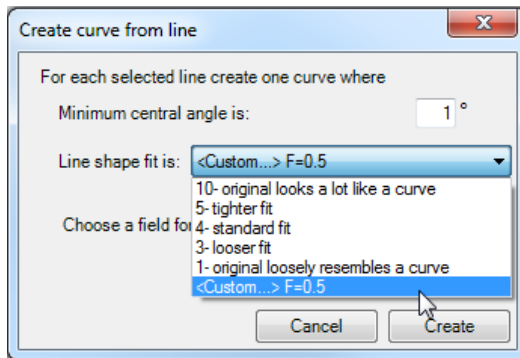 Create curve from line
For each selected line create one curve where
Minimum central angle is: 1 °
Line shape fit is: <Custom...> F=0.5
10- original looks a lot like a curve
5- tighter fit
4- standard fit
Choose a field for
3- looser fit
1- original loosely resembles a curve
<Custom...> F=0.5
Cancel Create